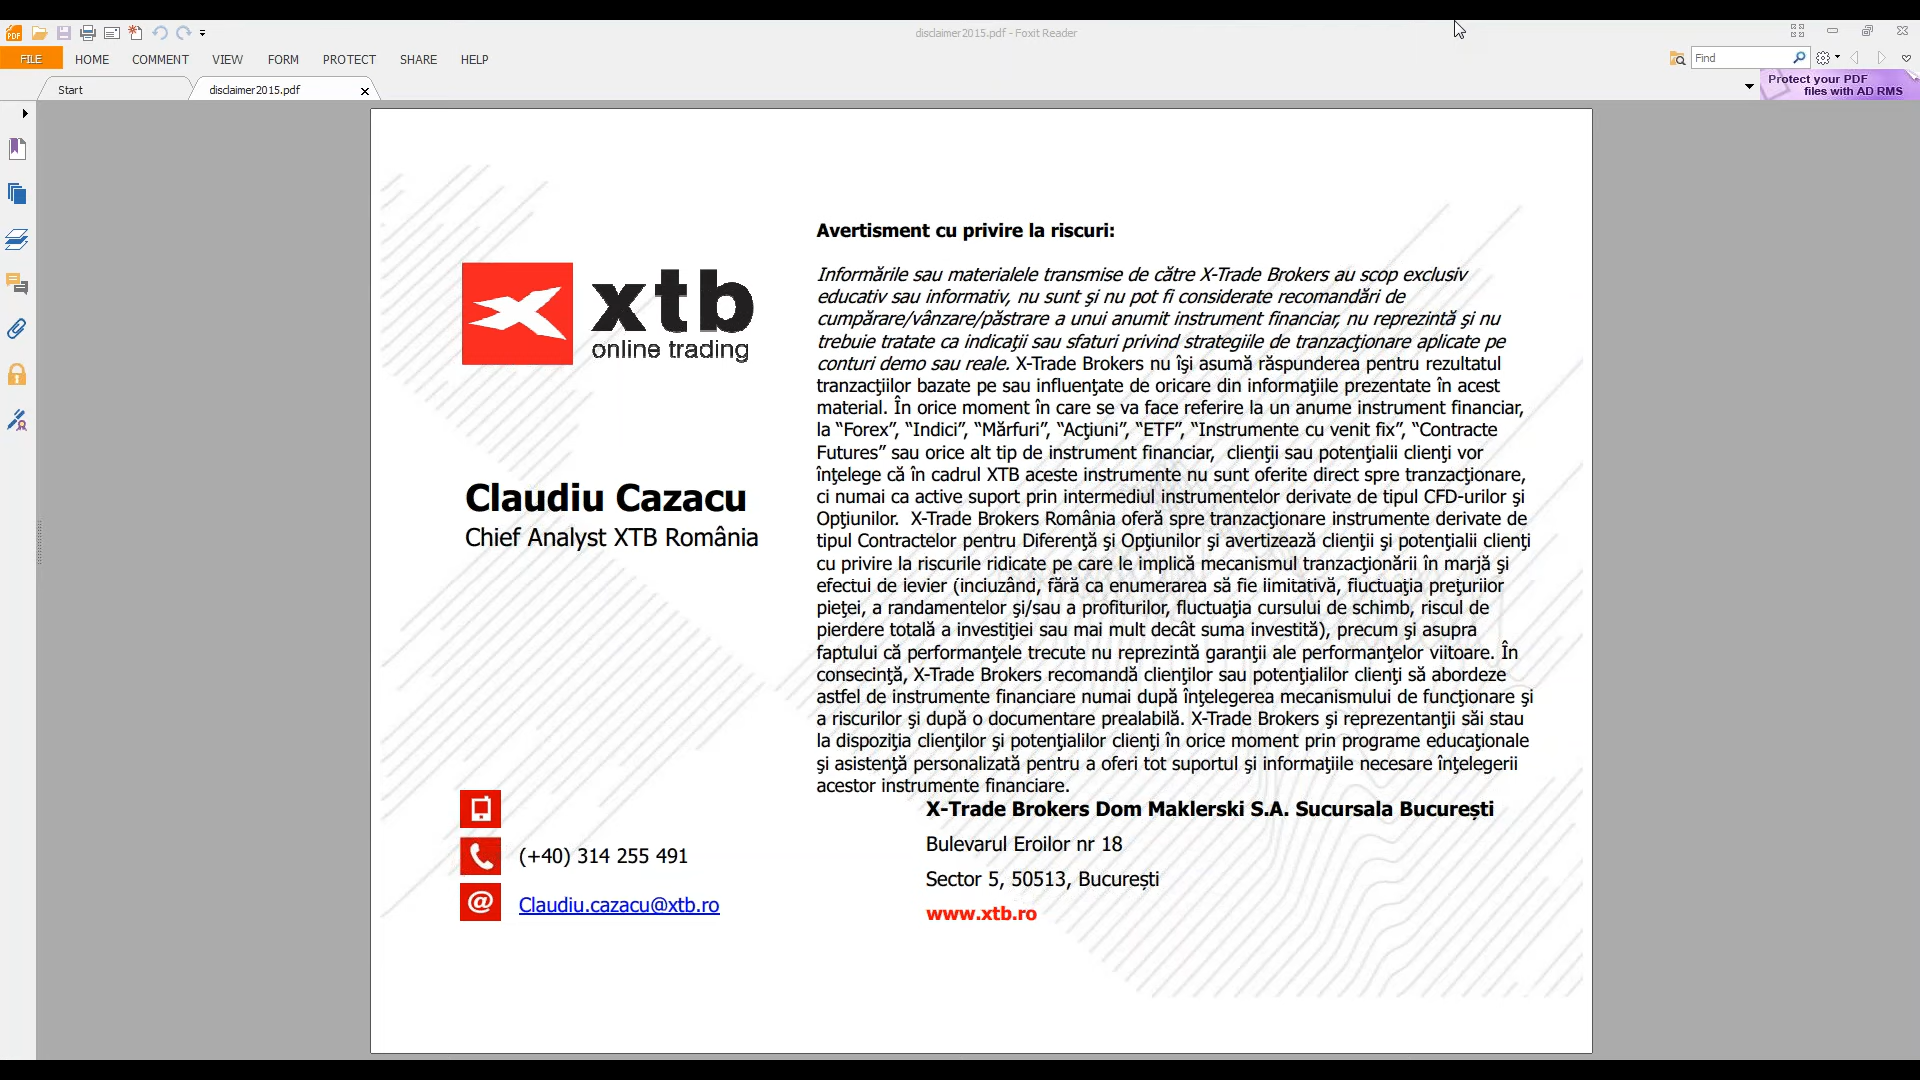 disclaimer2015.pdf - Foxit Reader
FILE HOME COMMENT VIEW FORM PROTECT SHARE HELP
Find
Start
disclaimer2015.pdf
Protect your PDF
files with AD RMS
xtb
online trading
Claudiu Cazacu
Chief Analyst XTB România
(+40) 314 255 491
Claudiu.cazacu@xtb.ro
Avertisment cu privire la riscuri:
Informările sau materialele transmise de către X-Trade Brokers au scop exclusiv
educativ sau informativ, nu sunt şi nu pot fi considerate recomandări de
cumpărare/vânzare/păstrare a unui anumit instrument financiar, nu reprezintă şi nu
trebuie tratate ca indicaţii sau sfaturi privind strategiile de tranzacţionare aplicate pe
conturi demo sau reale. X-Trade Brokers nu îşi asumă răspunderea pentru rezultatul
tranzacţiilor bazate pe sau influenţate de oricare din informaţiile prezentate în acest
material. În orice moment în care se va face referire la un anume instrument financiar,
la “Forex”, “Indici”, “Mărfuri”, “Acţiuni”, “ETF”, “Instrumente cu venit fix”, “Contracte
Futures” sau orice alt tip de instrument financiar, clienţii sau potenţialii clienţi vor
înţelege că în cadrul XTB aceste instrumente nu sunt oferite direct spre tranzacţionare,
ci numai ca active suport prin intermediul instrumentelor derivate de tipul CFD-urilor şi
Opţiunilor. X-Trade Brokers România oferă spre tranzacţionare instrumente derivate de
tipul Contractelor pentru Diferenţă şi Opţiunilor şi avertizează clienţii şi potenţialii clienţi
cu privire la riscurile ridicate pe care le implică mecanismul tranzacţionării în marjă şi
efectul de levier (incluzând, fără ca enumerarea să fie limitativă, fluctuaţia preţurilor
pieţei, a randamentelor şi/sau a profiturilor, fluctuaţia cursului de schimb, riscul de
pierdere totală a investiţiei sau mai mult decât suma investită), precum şi asupra
faptului că performanţele trecute nu reprezintă garanţii ale performanţelor viitoare. În
consecinţă, X-Trade Brokers recomandă clienţilor sau potenţialilor clienţi să abordeze
astfel de instrumente financiare numai după înţelegerea mecanismului de funcţionare şi
a riscurilor şi după o documentare prealabilă. X-Trade Brokers şi reprezentanţii săi stau
la dispoziţia clienţilor şi potenţialilor clienţi în orice moment prin programe educaţionale
şi asistenţă personalizată pentru a oferi tot suportul şi informaţiile necesare înţelegerii
acestor instrumente financiare.
X-Trade Brokers Dom Maklerski S.A. Sucursala București
Bulevarul Eroilor nr 18
Sector 5, 50513, București
www.xtb.ro